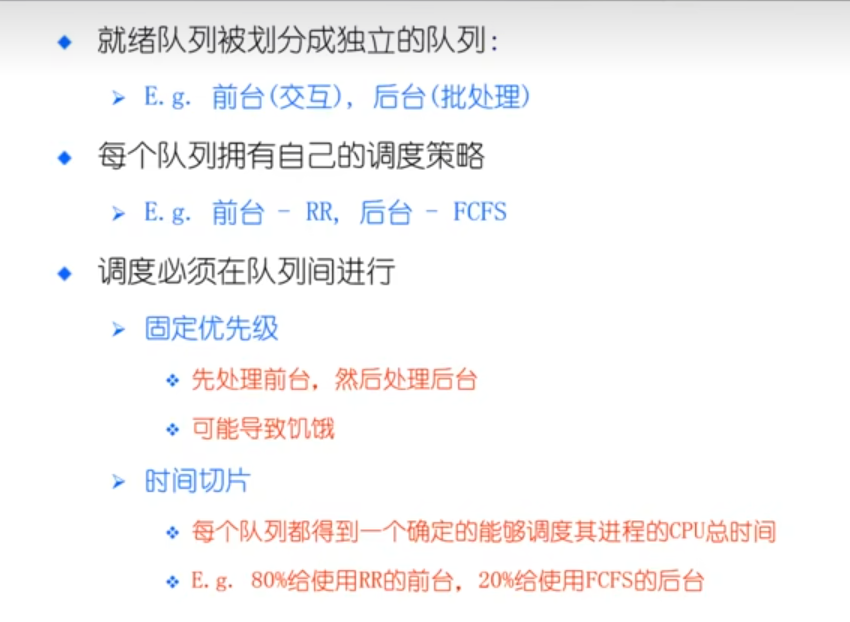 就绪队列被划分成独立的队列:
E.g. 前台(交互), 后台(批处理)
每个队列拥有自己的调度策略
E.g. 前台 - RR, 后台 - FCFS
调度必须在队列间进行
固定优先级
先处理前台, 然后处理后台
可能导致饥饿
时间切片
每个队列都得到一个确定的能够调度其进程的CPU总时间
E.g. 80%给使用RR的前台, 20%给使用FCFS的后台